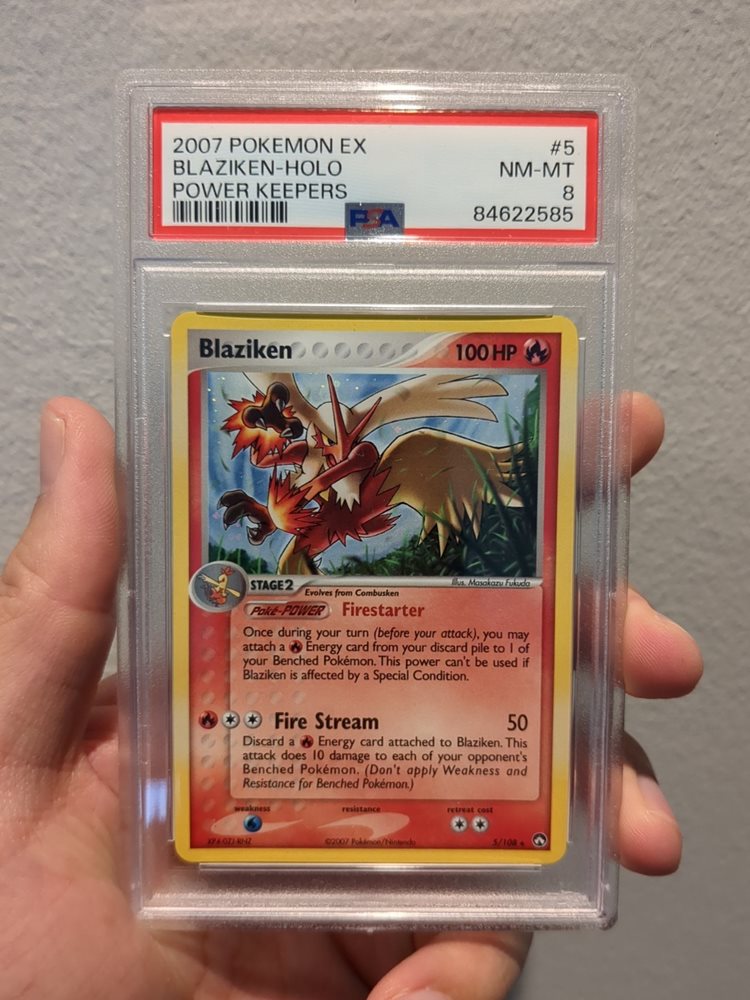 2007 POKEMON EX #5
BLAZIKEN-HOLO NM-MT
POWER KEEPERS 8
PSA 84622585
Blaziken 100 HP
STAGE 2 Illus. Masakazu Fukuda
Evolves from Combusken
Poké-POWER Firestarter
Once during your turn (before your attack), you may
attach a Energy card from your discard pile to 1 of
your Benched Pokémon. This power can't be used if
Blaziken is affected by a Special Condition.
Fire Stream 50
Discard a Energy card attached to Blaziken. This
attack does 10 damage to each of your opponent's
Benched Pokémon. (Don't apply Weakness and
Resistance for Benched Pokémon.)
weakness resistance retreat cost
©2007 Pokémon/Nintendo 5/108